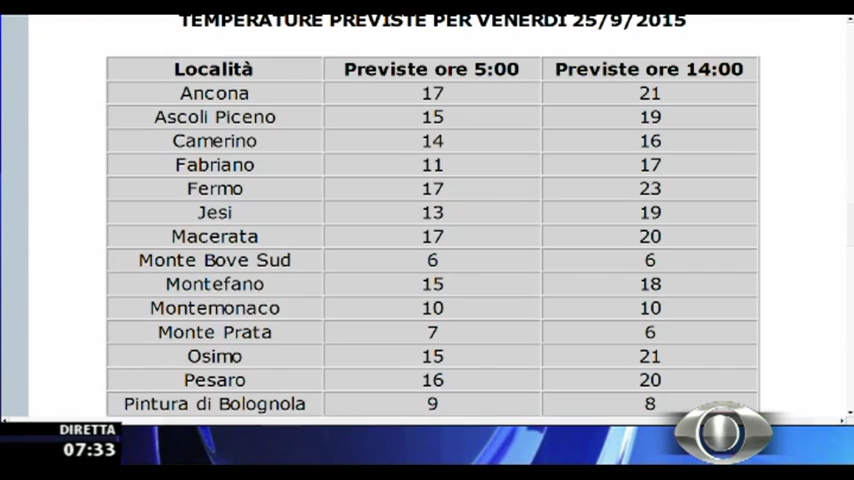 TEMPERATURE PREVISTE PER VENERDI 25/9/2015
Località Previste ore 5:00 Previste ore 14:00
Ancona 17 21
Ascoli Piceno 15 19
Camerino 14 16
Fabriano 11 17
Fermo 17 23
Jesi 13 19
Macerata 17 20
Monte Bove Sud 6 6
Montefano 15 18
Montemonaco 10 10
Monte Prata 7 6
Osimo 15 21
Pesaro 16 20
Pintura di Bolognola 9 8
DIRETTA
07:33